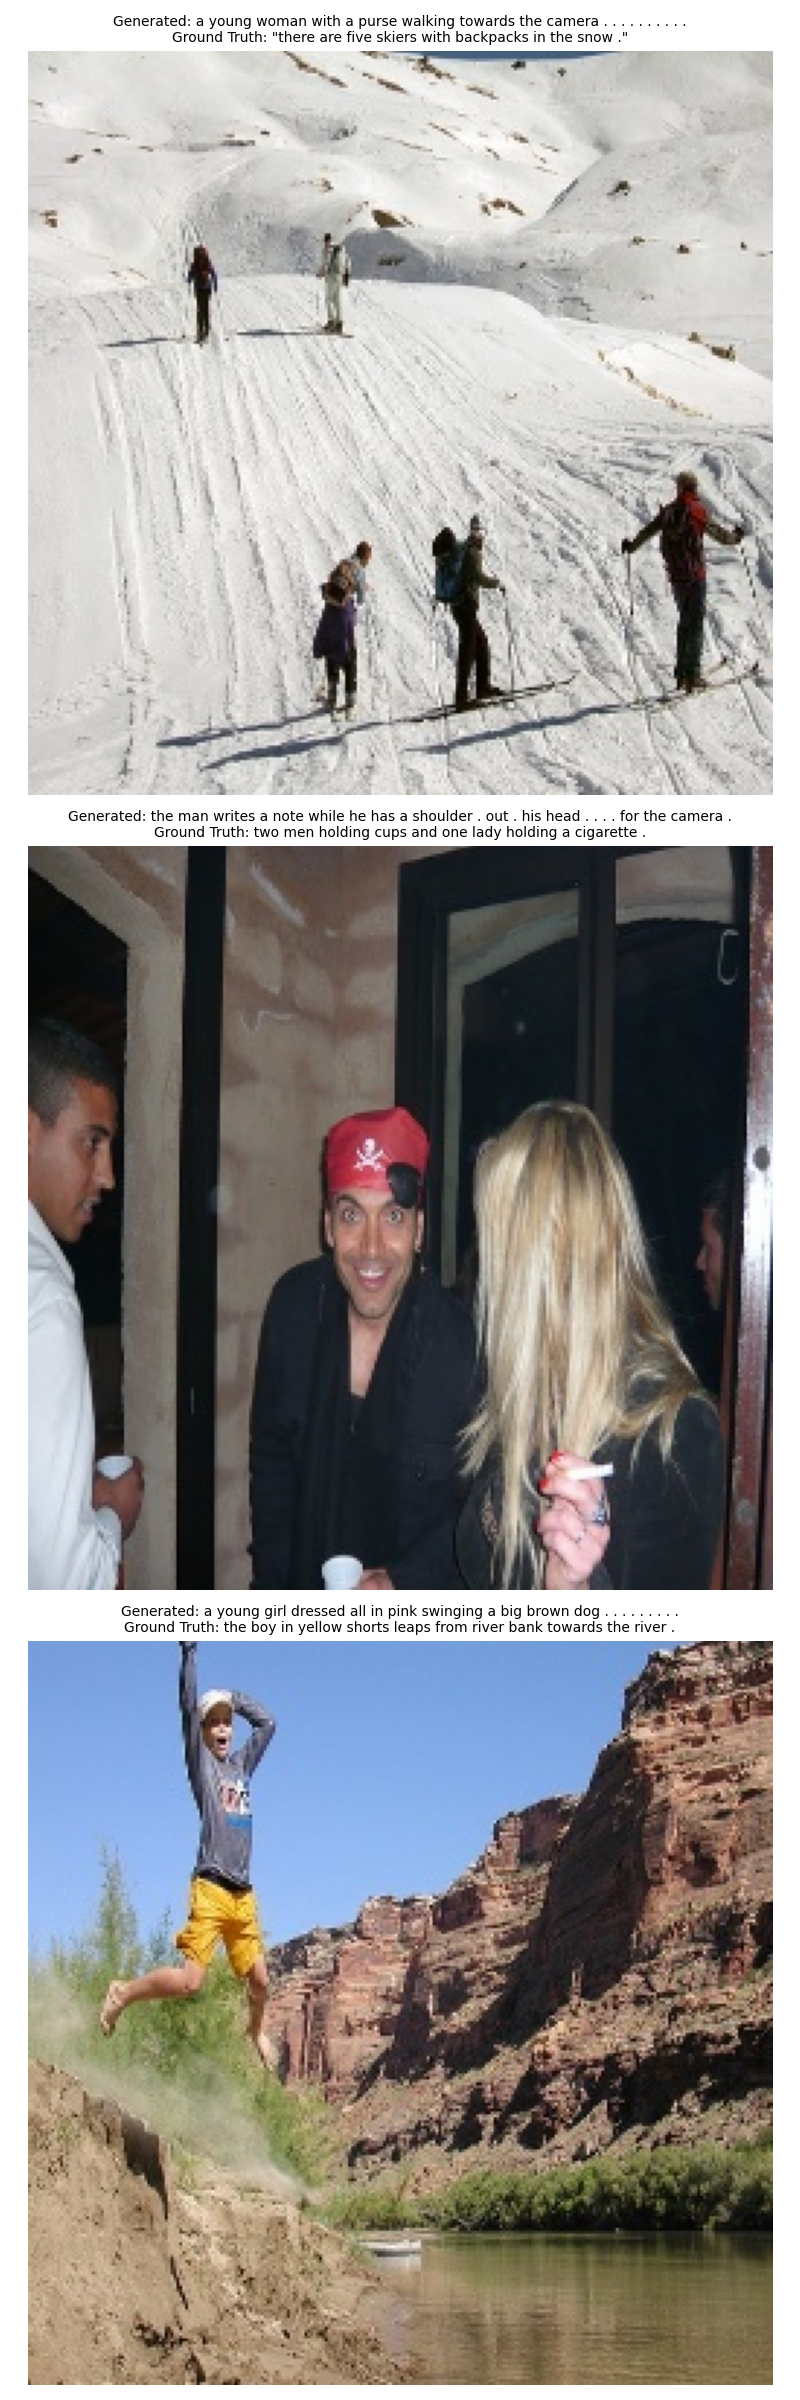 Generated: a young woman with a purse walking towards the camera . . . . . . . . . .
Ground Truth: "there are five skiers with backpacks in the snow ."
Generated: the man writes a note while he has a shoulder . out . his head . . . . for the camera .
Ground Truth: two men holding cups and one lady holding a cigarette .
Generated: a young girl dressed all in pink swinging a big brown dog . . . . . . . . .
Ground Truth: the boy in yellow shorts leaps from river bank towards the river .